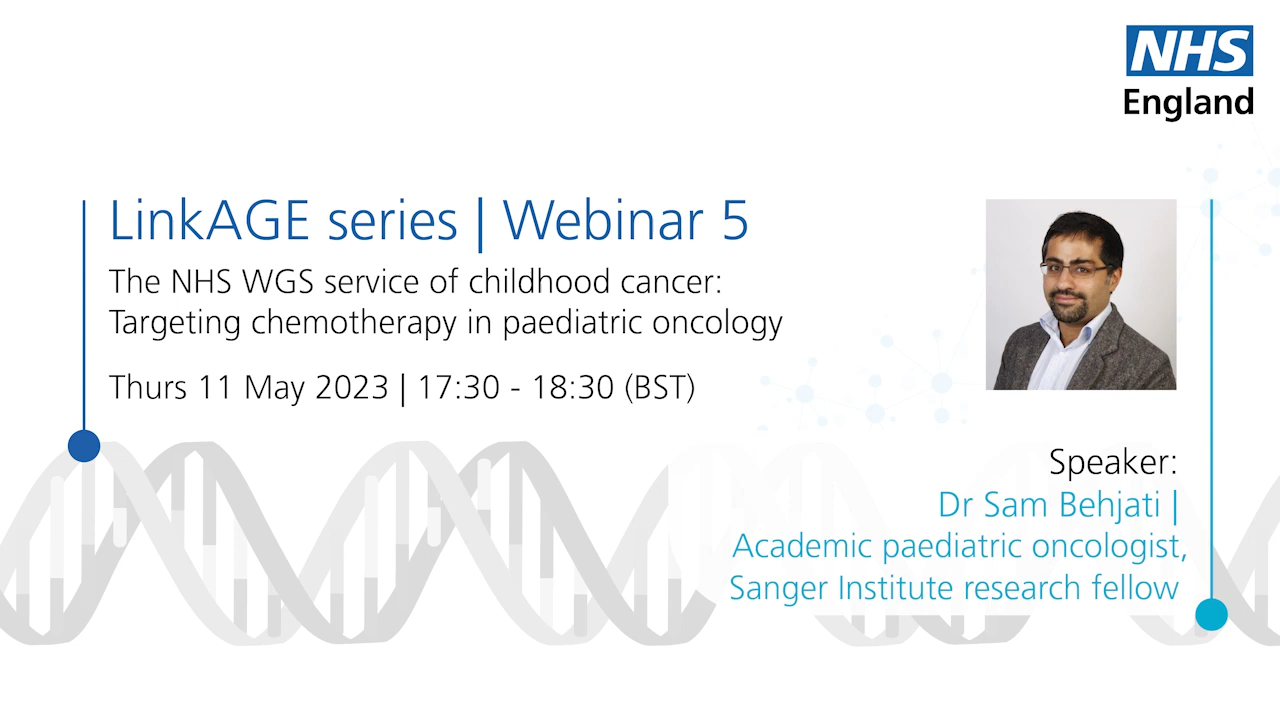 NHS
England
LinkAGE series | Webinar 5
The NHS WGS service of childhood cancer:
Targeting chemotherapy in paediatric oncology
Thurs 11 May 2023 | 17:30 - 18:30 (BST)
Speaker:
Dr Sam Behjati |
Academic paediatric oncologist,
Sanger Institute research fellow